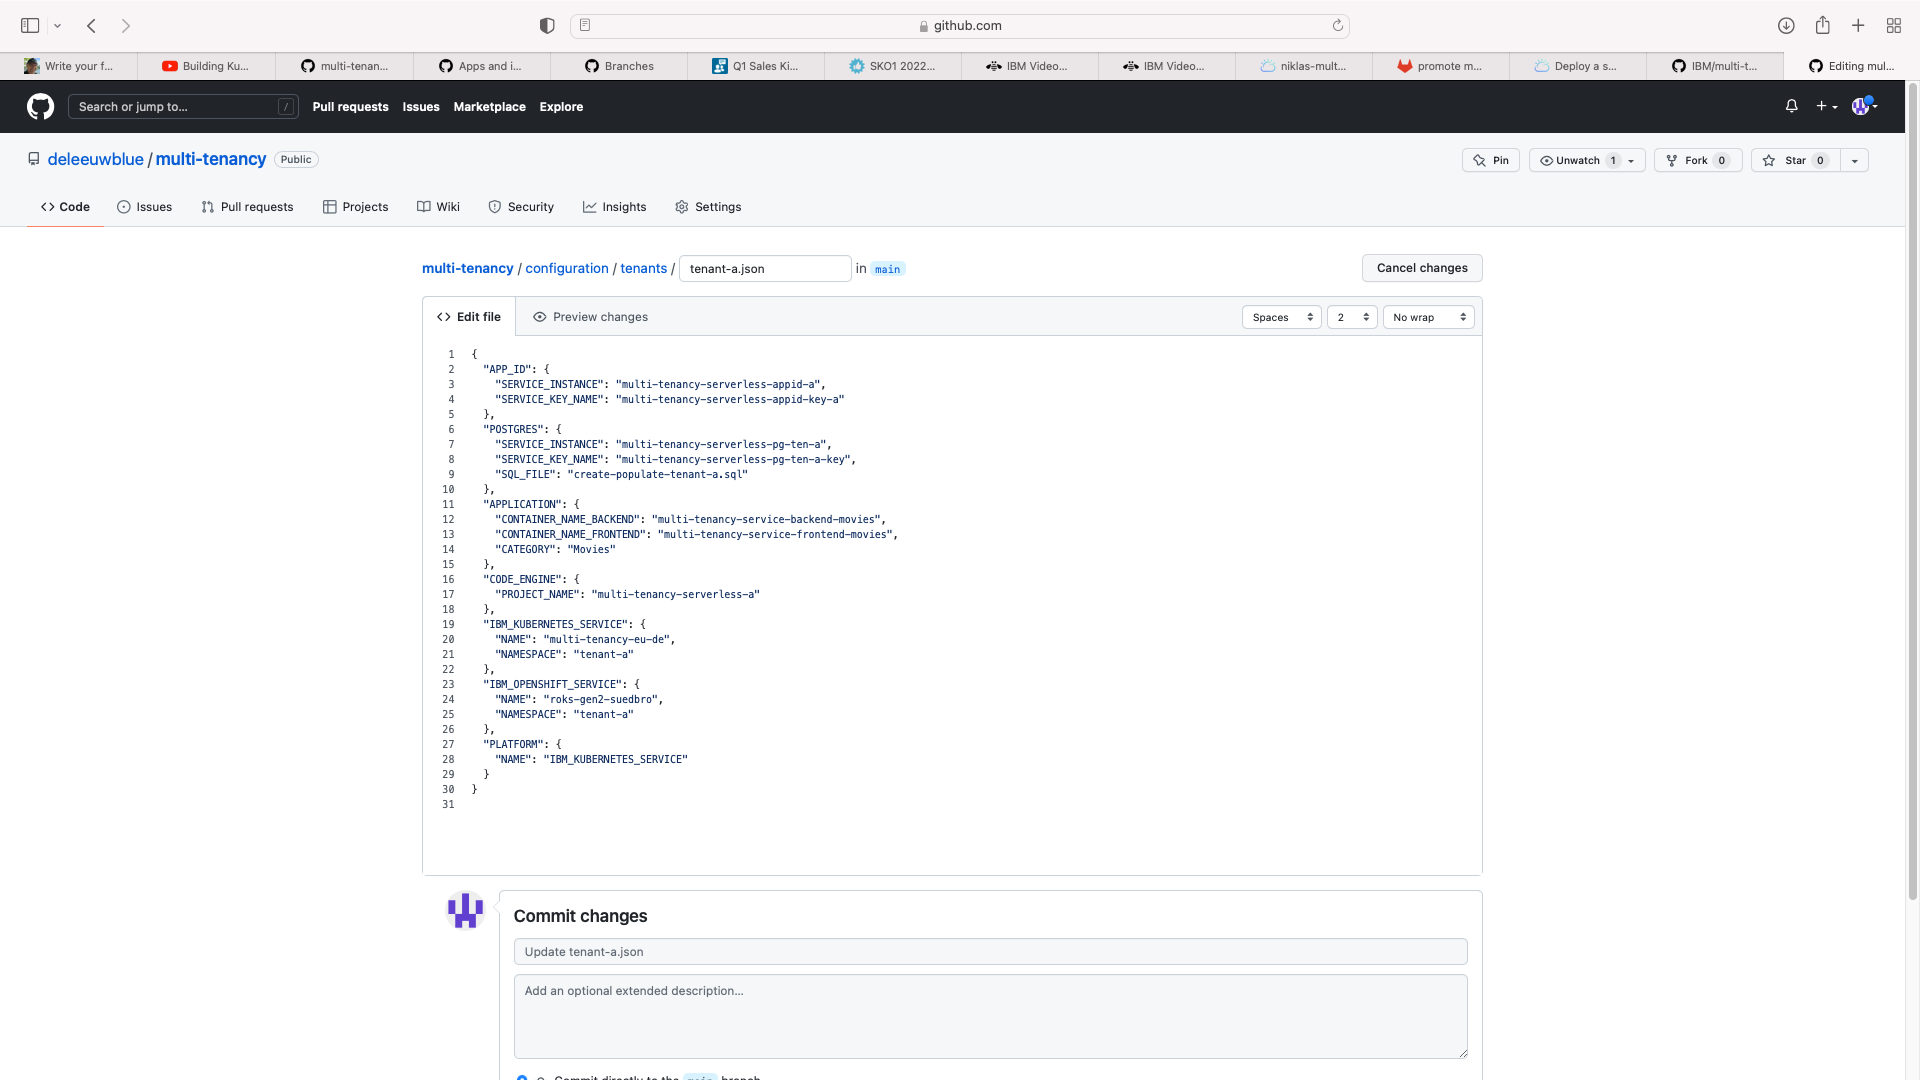 github.com
Write your f...
Building Ku...
multi-tenan...
Apps and i...
Branches
Q1 Sales Ki...
SKO1 2022...
IBM Video...
IBM Video...
niklas-mult...
promote m...
Deploy a s...
IBM/multi-t...
Editing mul...
Search or jump to...
/
Pull requests
Issues
Marketplace
Explore
deleeuwblue / multi-tenancy Public
Pin
Unwatch 1
Fork 0
Star 0
Code
Issues
Pull requests
Projects
Wiki
Security
Insights
Settings
multi-tenancy / configuration / tenants / tenant-a.json in main
Cancel changes
<> Edit file
Preview changes
Spaces
2
No wrap
1 {
2 "APP_ID": {
3 "SERVICE_INSTANCE": "multi-tenancy-serverless-appid-a",
4 "SERVICE_KEY_NAME": "multi-tenancy-serverless-appid-key-a"
5 },
6 "POSTGRES": {
7 "SERVICE_INSTANCE": "multi-tenancy-serverless-pg-ten-a",
8 "SERVICE_KEY_NAME": "multi-tenancy-serverless-pg-ten-a-key",
9 "SQL_FILE": "create-populate-tenant-a.sql"
10 },
11 "APPLICATION": {
12 "CONTAINER_NAME_BACKEND": "multi-tenancy-service-backend-movies",
13 "CONTAINER_NAME_FRONTEND": "multi-tenancy-service-frontend-movies",
14 "CATEGORY": "Movies"
15 },
16 "CODE_ENGINE": {
17 "PROJECT_NAME": "multi-tenancy-serverless-a"
18 },
19 "IBM_KUBERNETES_SERVICE": {
20 "NAME": "multi-tenancy-eu-de",
21 "NAMESPACE": "tenant-a"
22 },
23 "IBM_OPENSHIFT_SERVICE": {
24 "NAME": "roks-gen2-suedbro",
25 "NAMESPACE": "tenant-a"
26 },
27 "PLATFORM": {
28 "NAME": "IBM_KUBERNETES_SERVICE"
29 }
30 }
31
Commit changes
Update tenant-a.json
Add an optional extended description...
Commit directly to the main branch